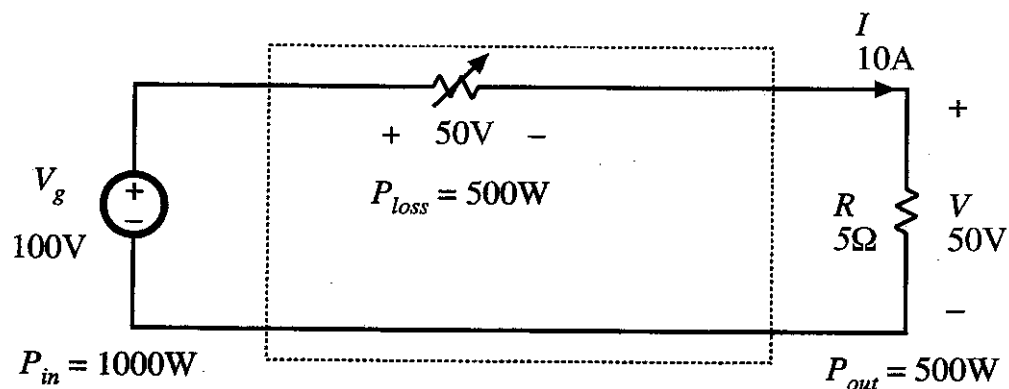 I
10A
+ 50V –
+
V_g
+
–
100V
P_loss = 500W
R
5Ω
V
50V
–
P_in = 1000W
P_out = 500W